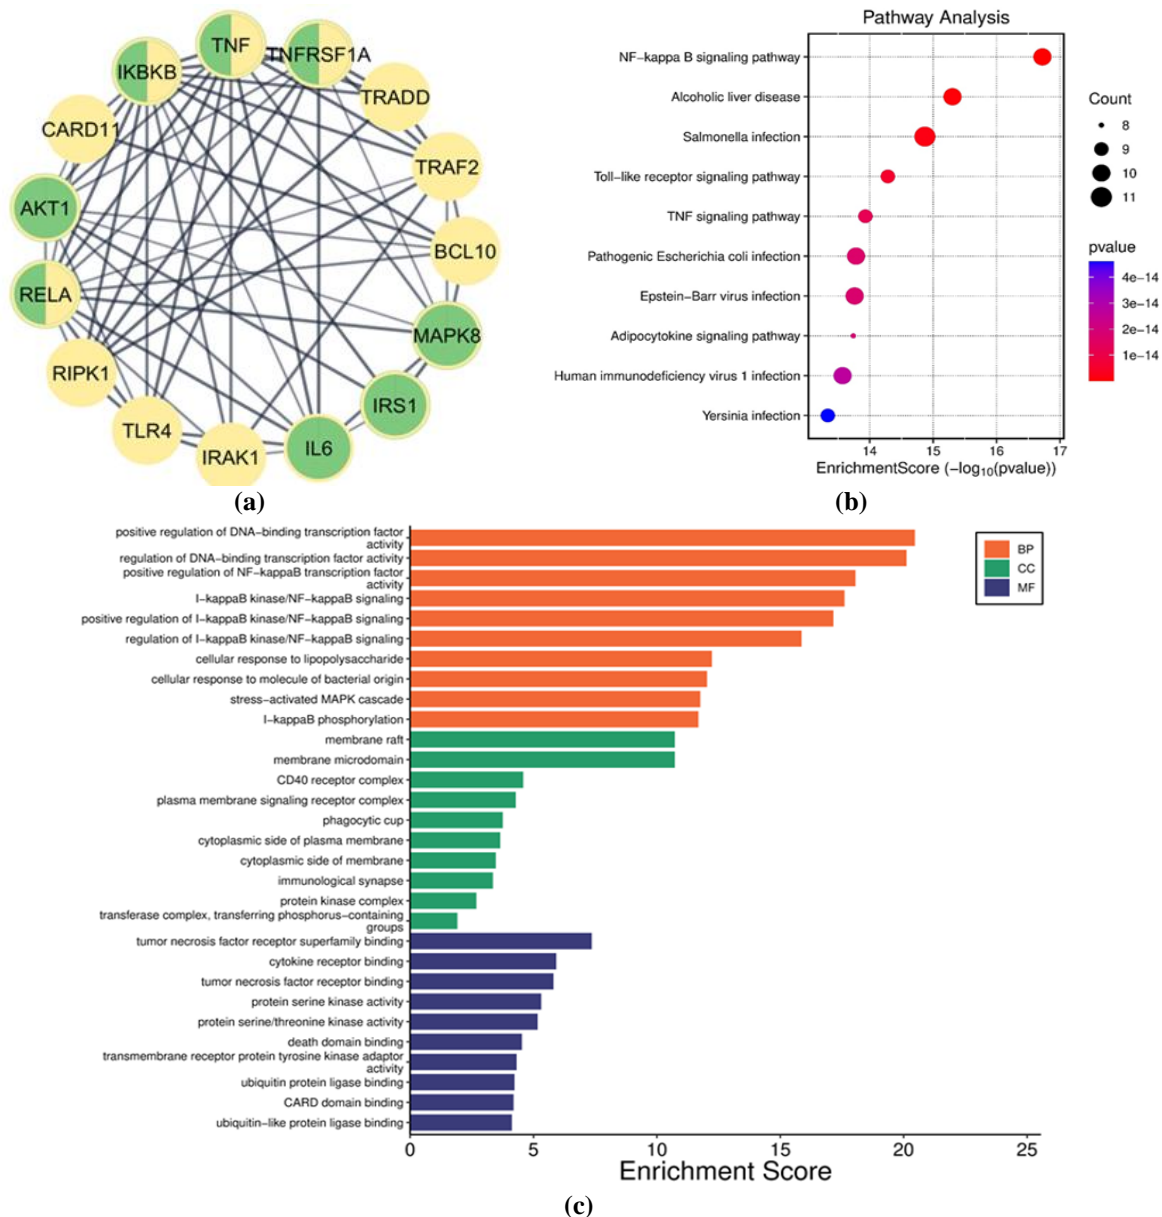 TNF
TNFRSF1A
IKBKB
TRADD
CARD11
TRAF2
AKT1
BCL10
RELA
MAPK8
RIPK1
IRS1
TLR4
IL6
IRAK1
(a)
Pathway Analysis
NF−kappa B signaling pathway
Alcoholic liver disease
Salmonella infection
Toll−like receptor signaling pathway
TNF signaling pathway
Pathogenic Escherichia coli infection
Epstein−Barr virus infection
Adipocytokine signaling pathway
Human immunodeficiency virus 1 infection
Yersinia infection
14 15 16 17
EnrichmentScore (−log10(pvalue))
Count
8
9
10
11
pvalue
4e−14
3e−14
2e−14
1e−14
(b)
positive regulation of DNA−binding transcription factor
activity
regulation of DNA−binding transcription factor activity
positive regulation of NF−kappaB transcription factor
activity
I−kappaB kinase/NF−kappaB signaling
positive regulation of I−kappaB kinase/NF−kappaB signaling
regulation of I−kappaB kinase/NF−kappaB signaling
cellular response to lipopolysaccharide
cellular response to molecule of bacterial origin
stress−activated MAPK cascade
I−kappaB phosphorylation
membrane raft
membrane microdomain
CD40 receptor complex
plasma membrane signaling receptor complex
phagocytic cup
cytoplasmic side of plasma membrane
cytoplasmic side of membrane
immunological synapse
protein kinase complex
transferase complex, transferring phosphorus−containing
groups
tumor necrosis factor receptor superfamily binding
cytokine receptor binding
tumor necrosis factor receptor binding
protein serine kinase activity
protein serine/threonine kinase activity
death domain binding
transmembrane receptor protein tyrosine kinase adaptor
activity
ubiquitin protein ligase binding
CARD domain binding
ubiquitin−like protein ligase binding
0 5 10 15 20 25
Enrichment Score
BP
CC
MF
(c)